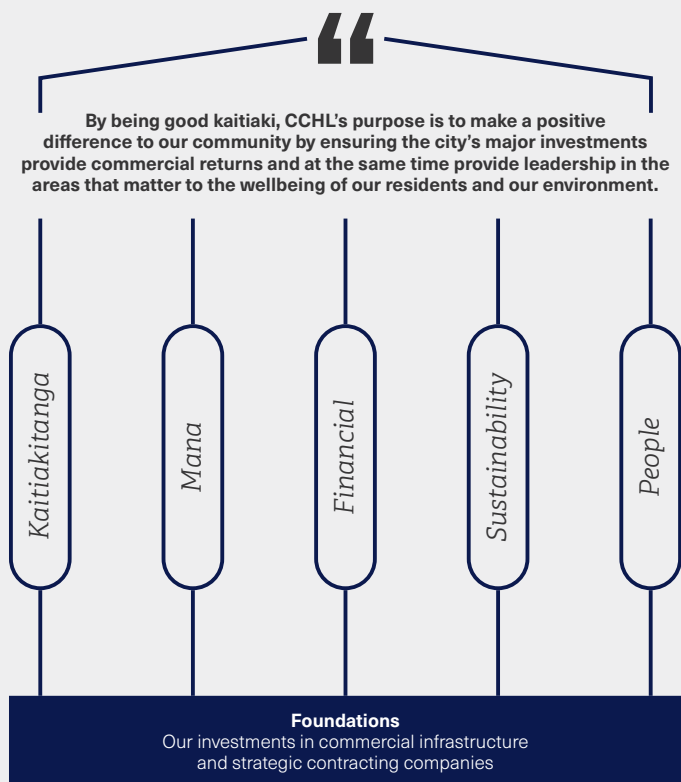 “
By being good kaitiaki, CCHL’s purpose is to make a positive
difference to our community by ensuring the city’s major investments
provide commercial returns and at the same time provide leadership in the
areas that matter to the wellbeing of our residents and our environment.
Kaitiakitanga
Mana
Financial
Sustainability
People
Foundations
Our investments in commercial infrastructure
and strategic contracting companies